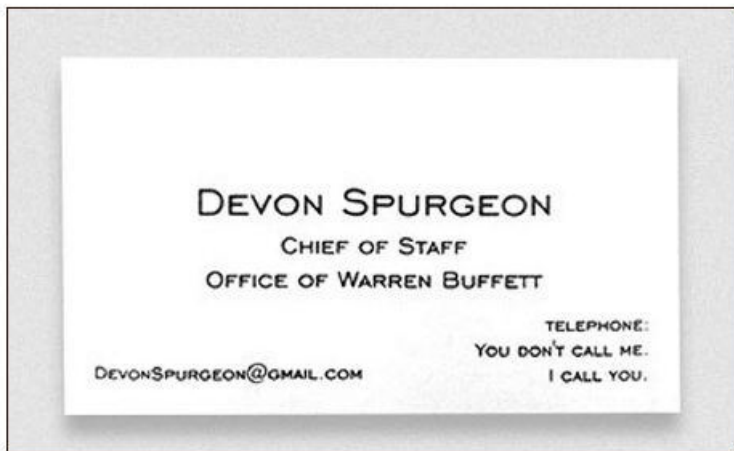 DEVON SPURGEON
CHIEF OF STAFF
OFFICE OF WARREN BUFFETT
TELEPHONE:
YOU DON'T CALL ME.
I CALL YOU.
DEVONSPURGEON@GMAIL.COM